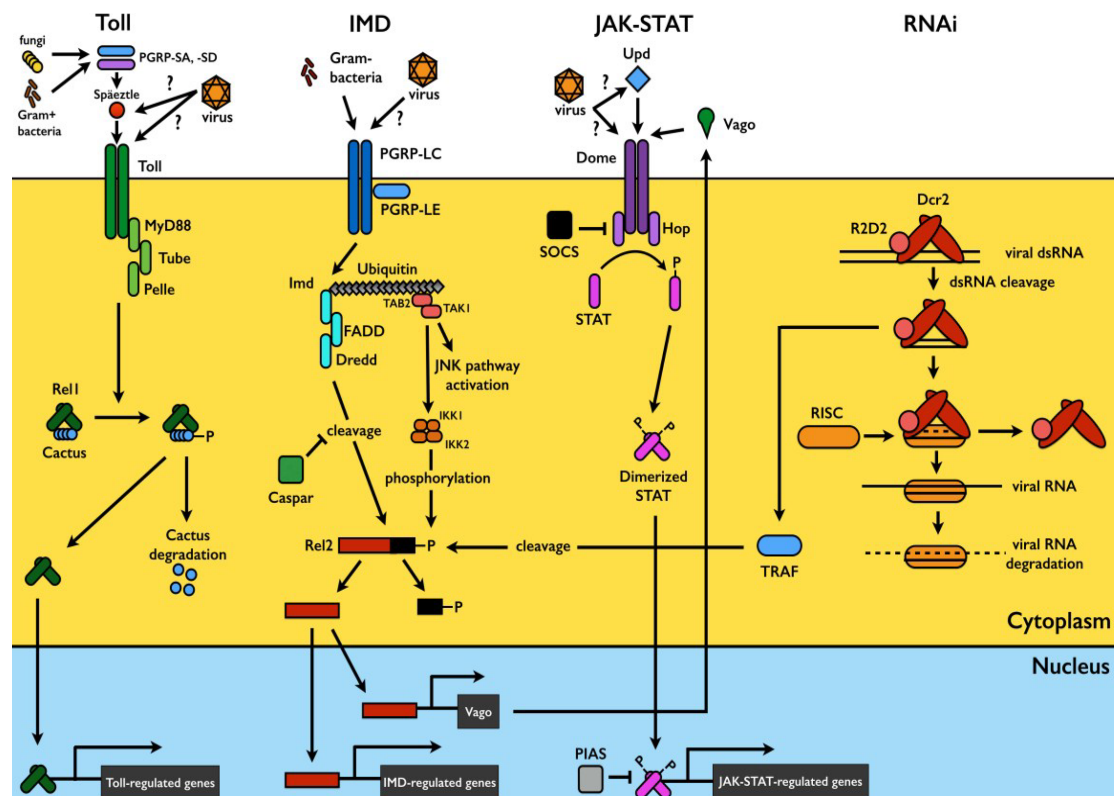 Toll
IMD
JAK-STAT
RNAi
fungi
PGRP-SA, -SD
Gram+
bacteria
Späeztle
?
?
virus
Toll
MyD88
Tube
Pelle
Rel1
Cactus
P
Cactus
degradation
Toll-regulated genes
Gram-
bacteria
virus
?
PGRP-LC
PGRP-LE
Imd
Ubiquitin
TAB2
TAK1
FADD
Dredd
JNK pathway
activation
IKK1
IKK2
cleavage
phosphorylation
Caspar
Rel2
P
P
Vago
IMD-regulated genes
Upd
virus
?
?
Vago
Dome
Hop
SOCS
STAT
P
P
P
Dimerized
STAT
cleavage
TRAF
PIAS
P
P
JAK-STAT-regulated genes
Dcr2
R2D2
viral dsRNA
dsRNA cleavage
RISC
viral RNA
viral RNA
degradation
Cytoplasm
Nucleus